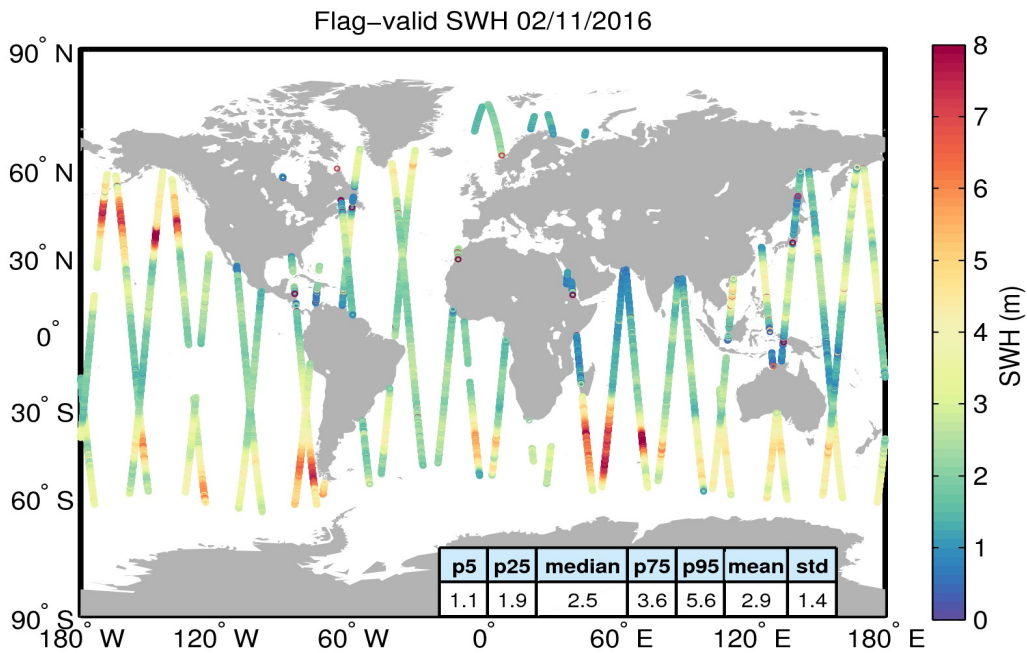 Flag−valid SWH 02/11/2016
90° N
60° N
30° N
0°
30° S
60° S
90° S
180° W
120° W
60° W
0°
60° E
120° E
180° E
p5 p25 median p75 p95 mean std
1.1 1.9 2.5 3.6 5.6 2.9 1.4
8
7
6
5
4
3
2
1
0
SWH (m)